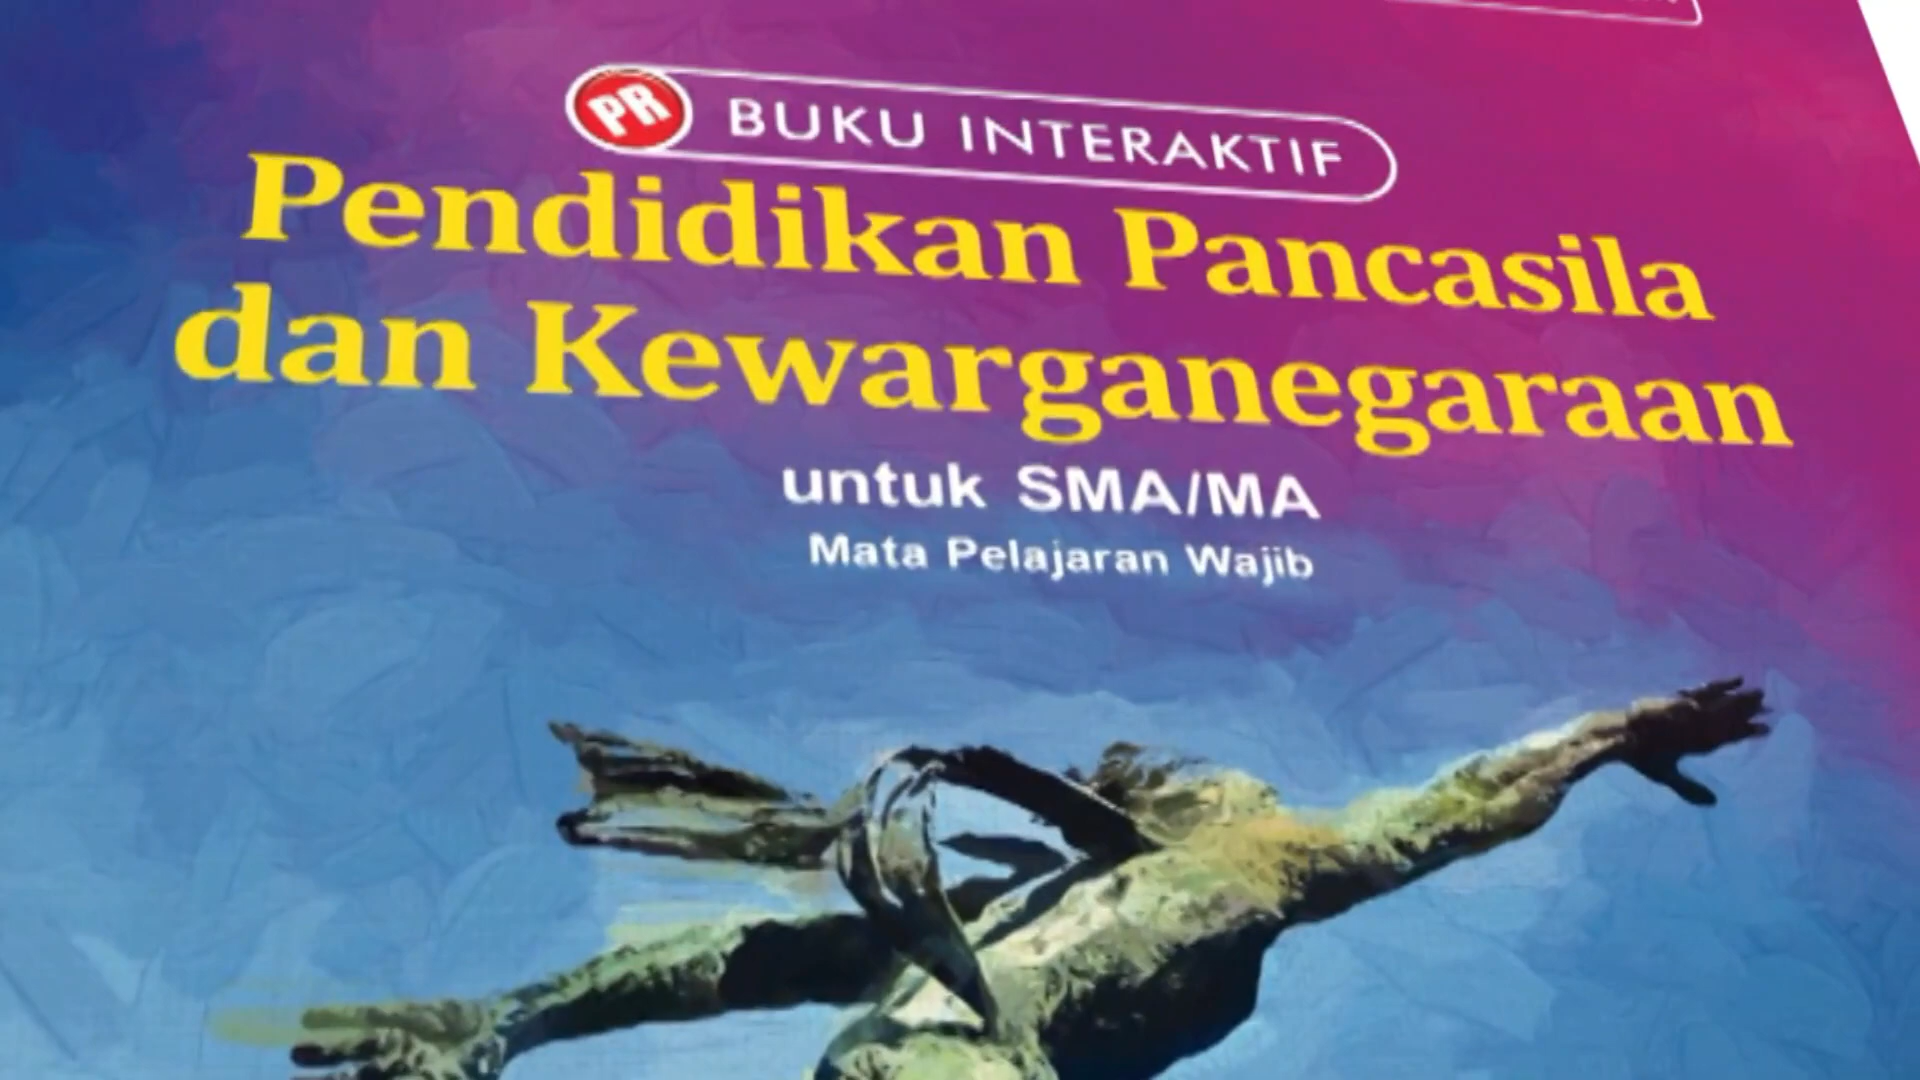 PR BUKU INTERAKTIF
Pendidikan Pancasila
dan Kewarganegaraan
untuk SMA/MA
Mata Pelajaran Wajib